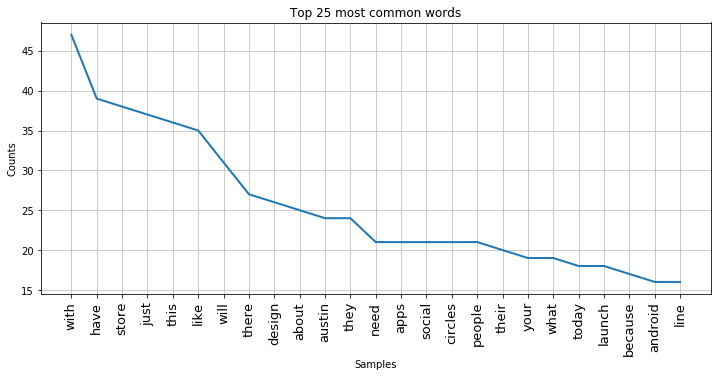 Top 25 most common words
Counts
45
40
35
30
25
20
15
with
have
store
just
this
like
will
there
design
about
austin
they
need
apps
social
circles
people
their
your
what
today
launch
because
android
line
Samples